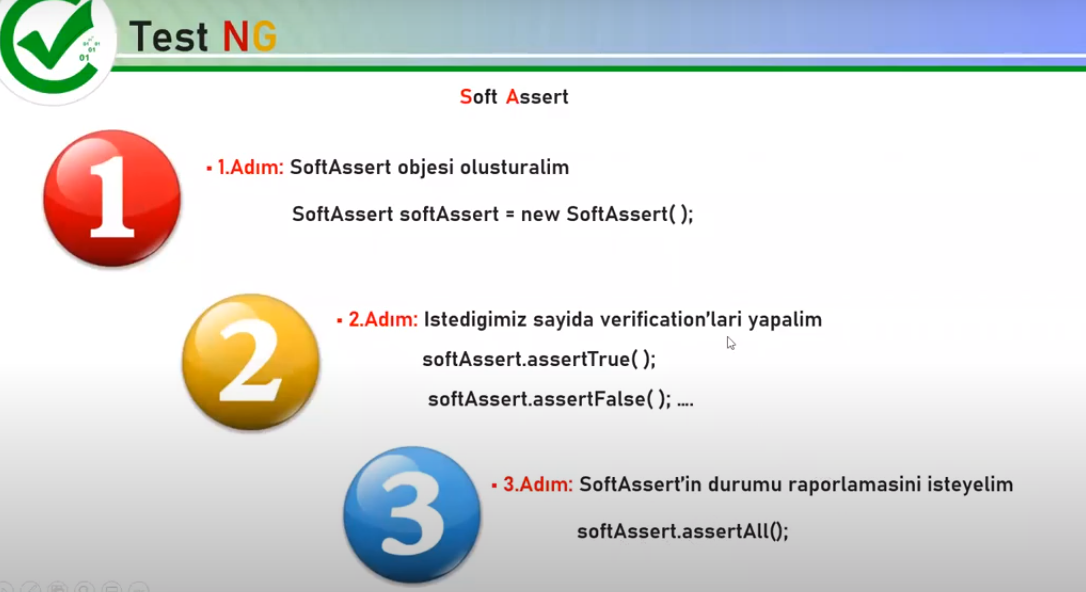 Test NG
Soft Assert
1
▪ 1.Adım: SoftAssert objesi olusturalim
SoftAssert softAssert = new SoftAssert( );
2
▪ 2.Adım: Istedigimiz sayida verification'lari yapalim
softAssert.assertTrue( );
softAssert.assertFalse( ); ....
3
▪ 3.Adım: SoftAssert'in durumu raporlamasini isteyelim
softAssert.assertAll();